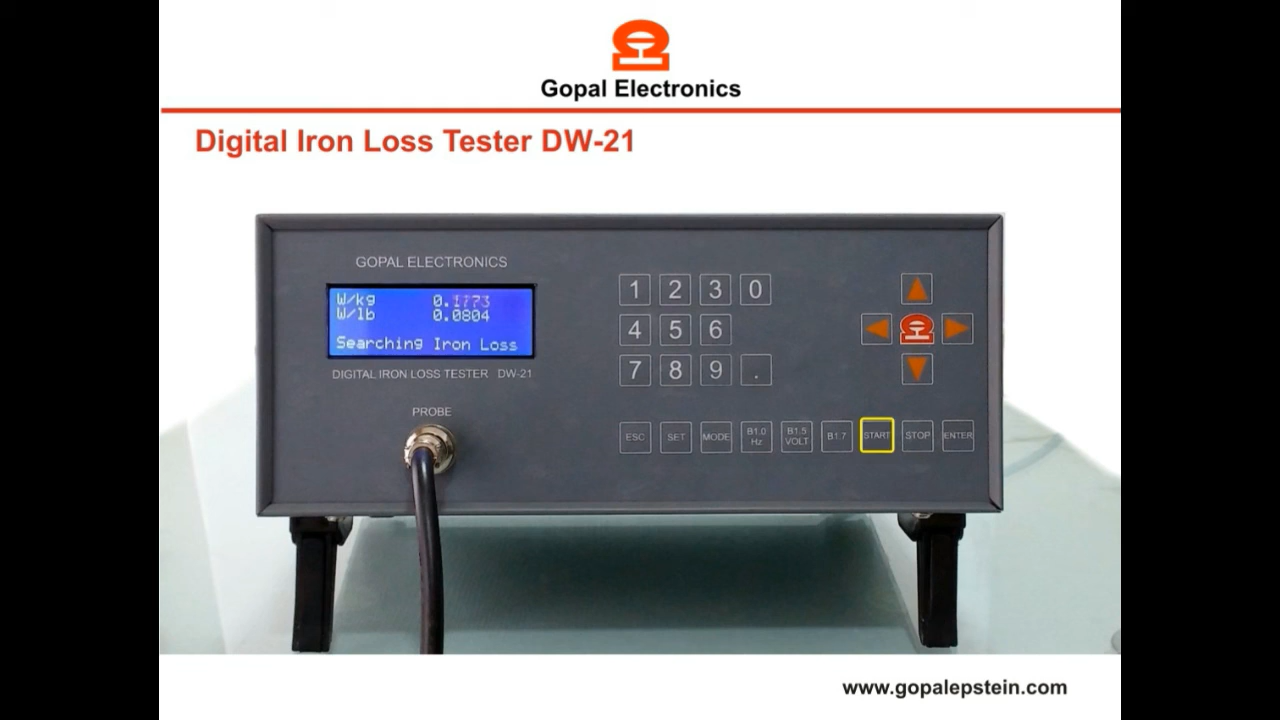 Gopal Electronics
Digital Iron Loss Tester DW-21
GOPAL ELECTRONICS
W/kg 0.1773
W/lb 0.0804
Searching Iron Loss
DIGITAL IRON LOSS TESTER DW-21
PROBE
1 2 3 0
4 5 6
7 8 9 .
ESC SET MODE B1.0 Hz B1.5 VOLT B1.7 START STOP ENTER
www.gopalepstein.com